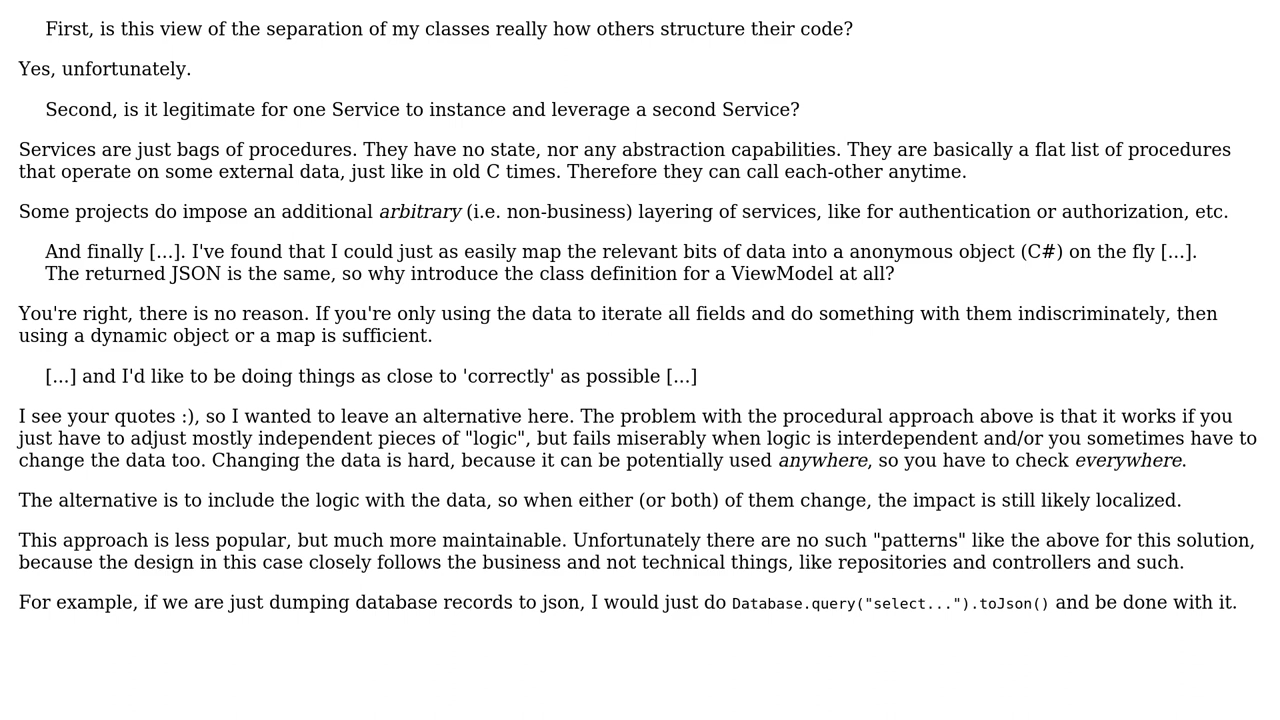 First, is this view of the separation of my classes really how others structure their code?
Yes, unfortunately.
Second, is it legitimate for one Service to instance and leverage a second Service?
Services are just bags of procedures. They have no state, nor any abstraction capabilities. They are basically a flat list of procedures
that operate on some external data, just like in old C times. Therefore they can call each-other anytime.
Some projects do impose an additional arbitrary (i.e. non-business) layering of services, like for authentication or authorization, etc.
And finally [...]. I've found that I could just as easily map the relevant bits of data into a anonymous object (C#) on the fly [...].
The returned JSON is the same, so why introduce the class definition for a ViewModel at all?
You're right, there is no reason. If you're only using the data to iterate all fields and do something with them indiscriminately, then
using a dynamic object or a map is sufficient.
[...] and I'd like to be doing things as close to 'correctly' as possible [...]
I see your quotes :), so I wanted to leave an alternative here. The problem with the procedural approach above is that it works if you
just have to adjust mostly independent pieces of "logic", but fails miserably when logic is interdependent and/or you sometimes have to
change the data too. Changing the data is hard, because it can be potentially used anywhere, so you have to check everywhere.
The alternative is to include the logic with the data, so when either (or both) of them change, the impact is still likely localized.
This approach is less popular, but much more maintainable. Unfortunately there are no such "patterns" like the above for this solution,
because the design in this case closely follows the business and not technical things, like repositories and controllers and such.
For example, if we are just dumping database records to json, I would just do Database.query("select...").toJson() and be done with it.